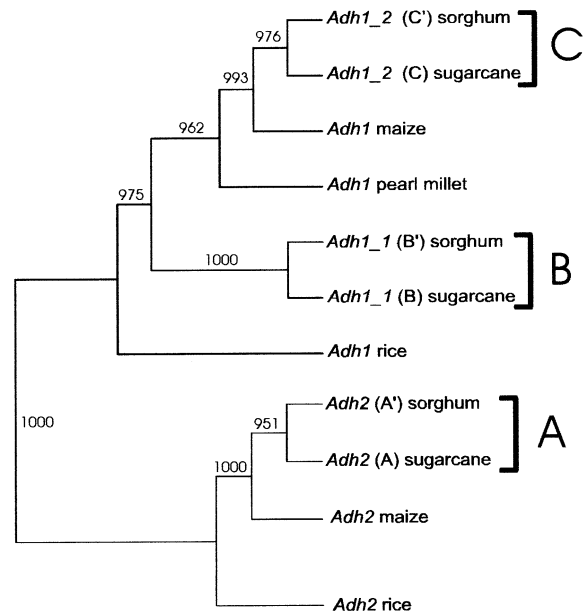 Adh1_2 (C') sorghum
976
C
Adh1_2 (C) sugarcane
993
Adh1 maize
962
Adh1 pearl millet
975
Adh1_1 (B') sorghum
1000
B
Adh1_1 (B) sugarcane
Adh1 rice
Adh2 (A') sorghum
951
1000
A
Adh2 (A) sugarcane
1000
Adh2 maize
Adh2 rice